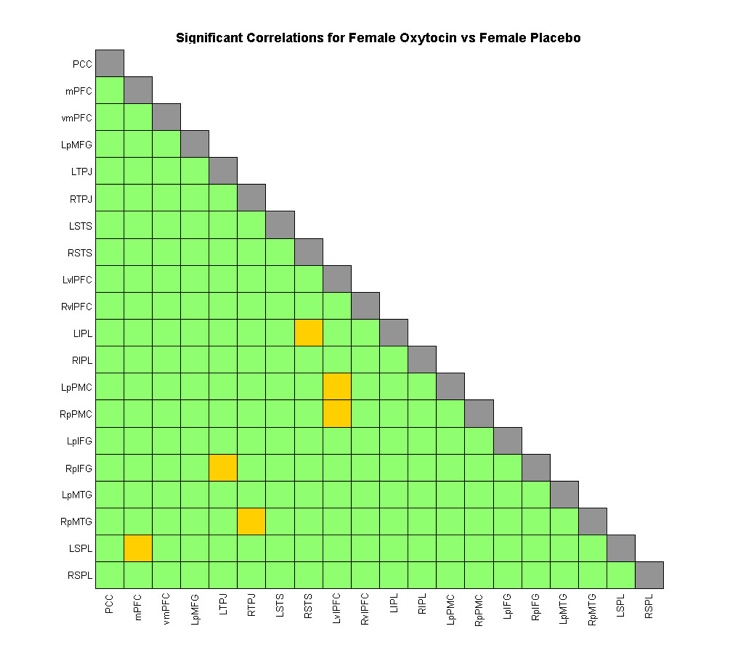 Significant Correlations for Female Oxytocin vs Female Placebo
PCC
mPFC
vmPFC
LpMFG
LTPJ
RTPJ
LSTS
RSTS
LvlPFC
RvlPFC
LIPL
RIPL
LpPMC
RpPMC
LpIFG
RpIFG
LpMTG
RpMTG
LSPL
RSPL
PCC mPFC vmPFC LpMFG LTPJ RTPJ LSTS RSTS LvlPFC RvlPFC LIPL RIPL LpPMC RpPMC LpIFG RpIFG LpMTG RpMTG LSPL RSPL